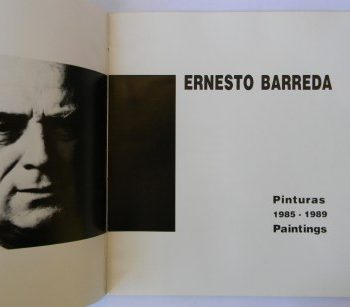 ERNESTO BARREDA
Pinturas
1985 - 1989
Paintings